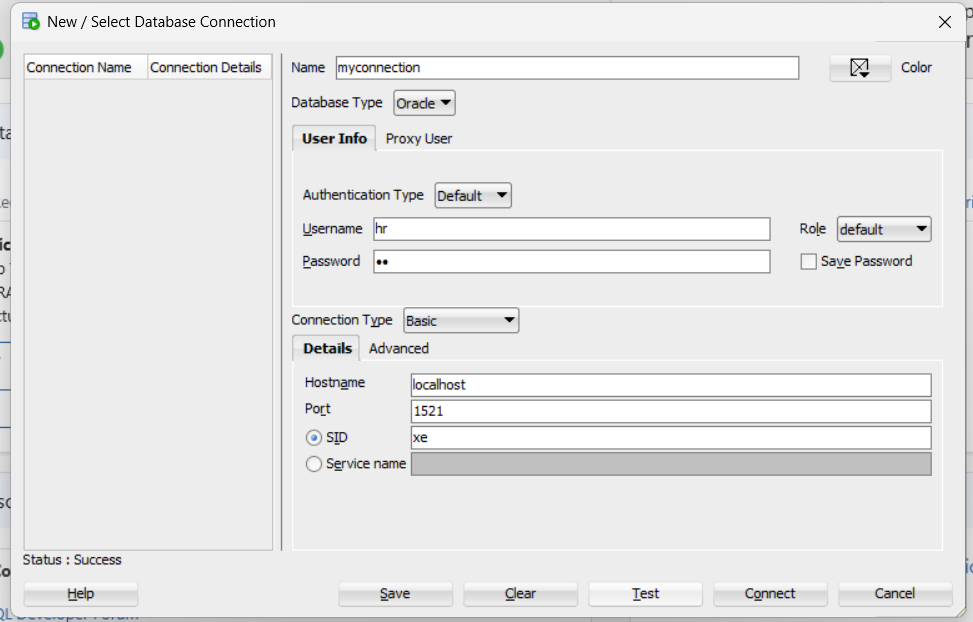 New / Select Database Connection
Connection Name Connection Details
Name myconnection Color
Database Type Oracle
User Info Proxy User
Authentication Type Default
Username hr Role default
Password •• Save Password
Connection Type Basic
Details Advanced
Hostname localhost
Port 1521
SID xe
Service name
Status : Success
Help Save Clear Test Connect Cancel